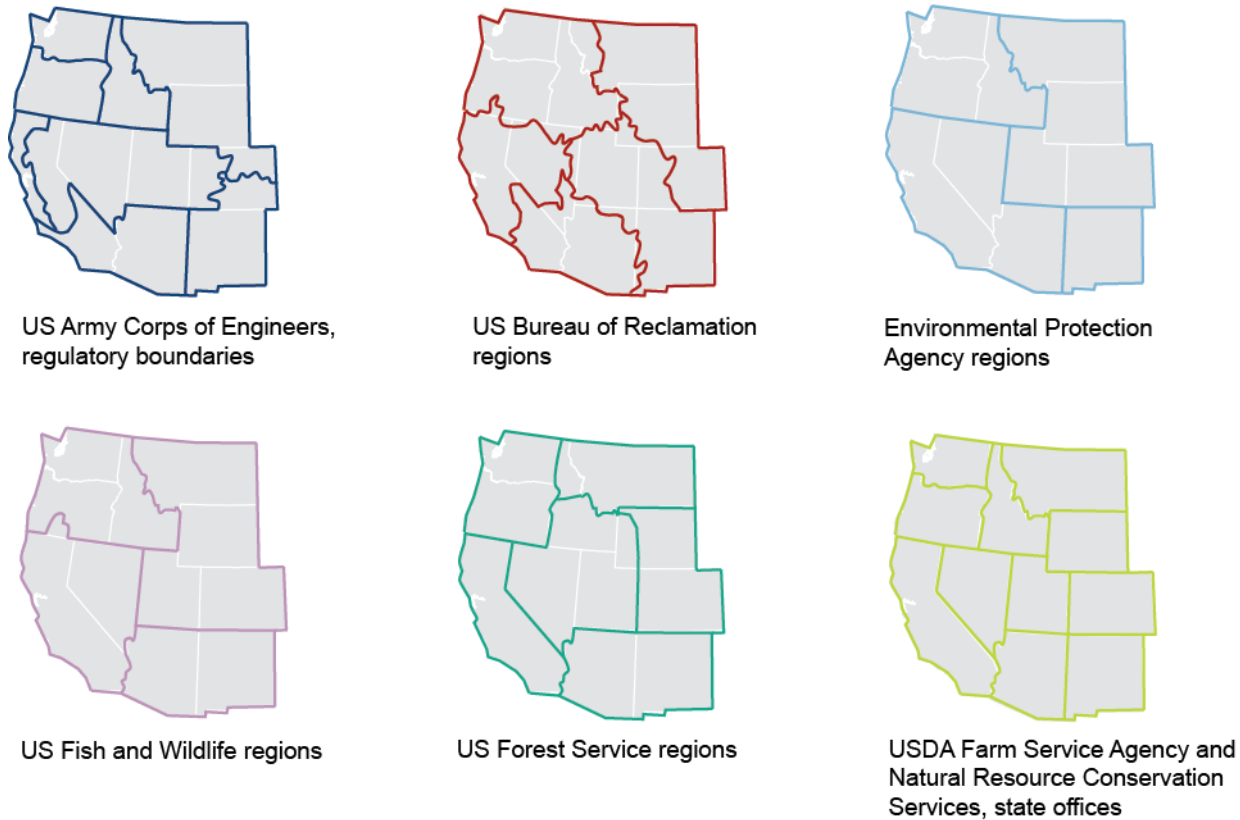 US Army Corps of Engineers,
regulatory boundaries
US Bureau of Reclamation
regions
Environmental Protection
Agency regions
US Fish and Wildlife regions
US Forest Service regions
USDA Farm Service Agency and
Natural Resource Conservation
Services, state offices